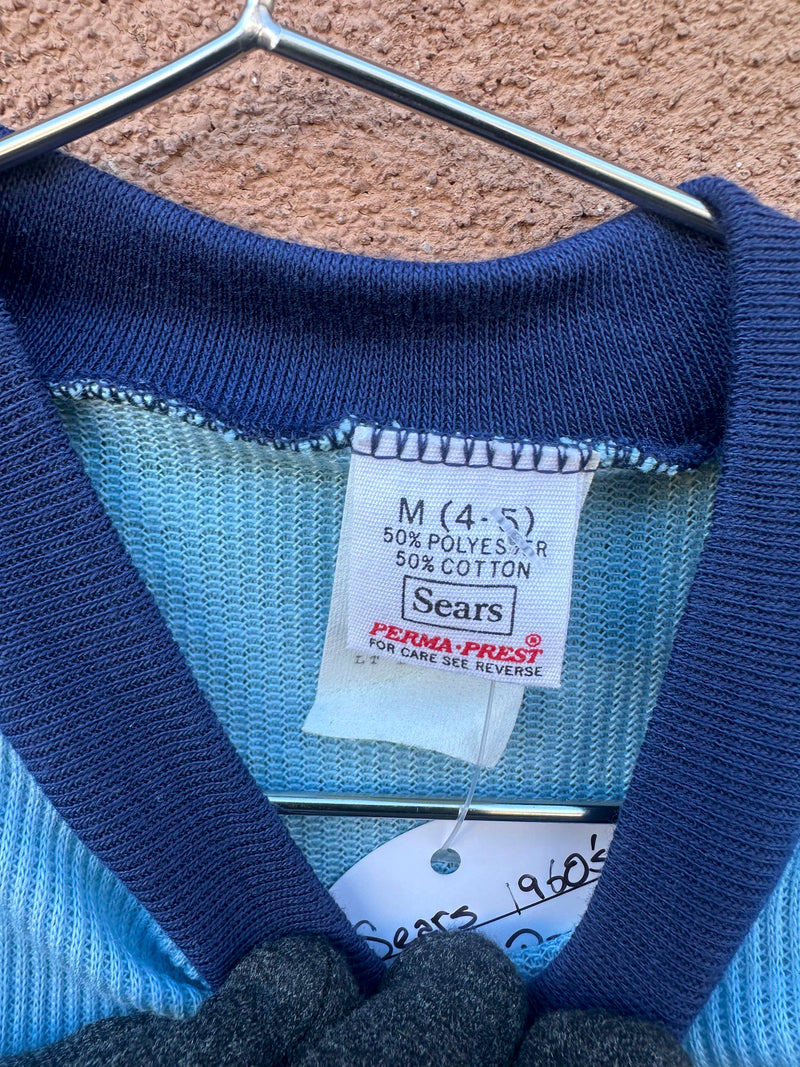 M (4-5)
50% POLYESTER
50% COTTON
Sears
PERMA·PREST®
FOR CARE SEE REVERSE
LT
Sears 1960's